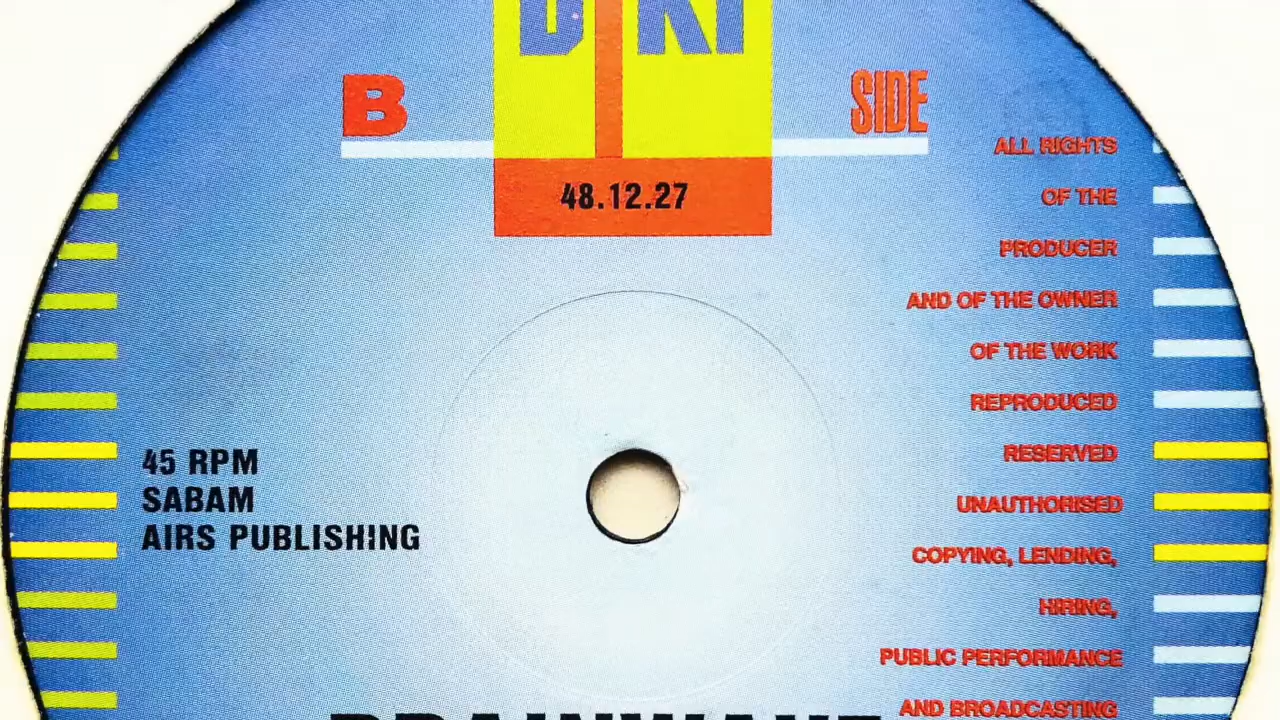 DIKI
B SIDE
48.12.27
ALL RIGHTS
OF THE
PRODUCER
AND OF THE OWNER
OF THE WORK
REPRODUCED
RESERVED
UNAUTHORISED
COPYING, LENDING,
HIRING,
PUBLIC PERFORMANCE
AND BROADCASTING
45 RPM
SABAM
AIRS PUBLISHING